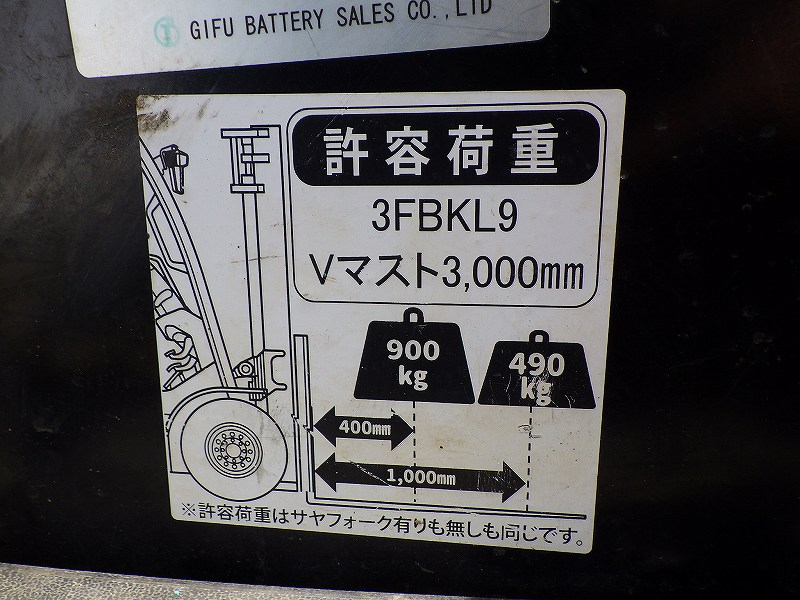 GIFU BATTERY SALES CO.,LTD
許容荷重
3FBKL9
Vマスト3,000mm
900
kg
490
kg
400mm
1,000mm
※許容荷重はサヤフォーク有りも無しも同じです。